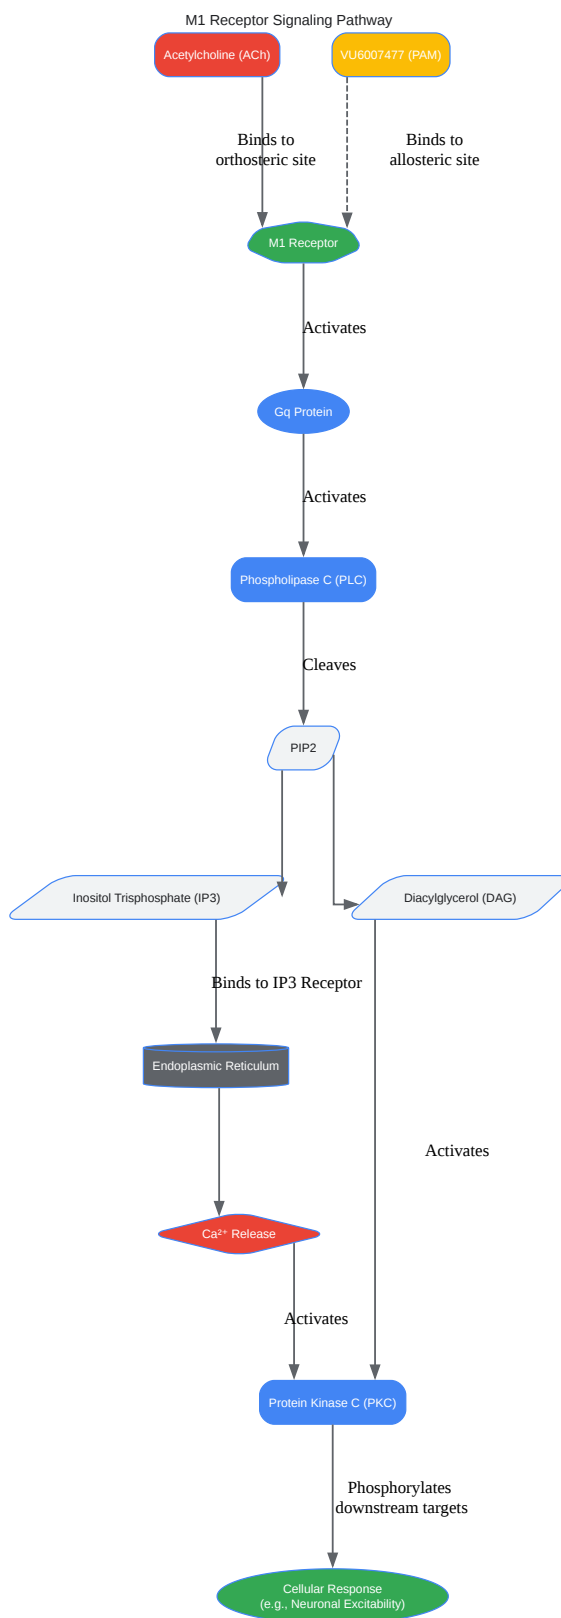 M1 Receptor Signaling Pathway
Acetylcholine (ACh)
VU6007477 (PAM)
Binds to
orthosteric site
Binds to
allosteric site
M1 Receptor
Activates
Gq Protein
Activates
Phospholipase C (PLC)
Cleaves
PIP2
Inositol Trisphosphate (IP3)
Diacylglycerol (DAG)
Binds to IP3 Receptor
Endoplasmic Reticulum
Activates
Ca²⁺ Release
Activates
Protein Kinase C (PKC)
Phosphorylates
downstream targets
Cellular Response
(e.g., Neuronal Excitability)